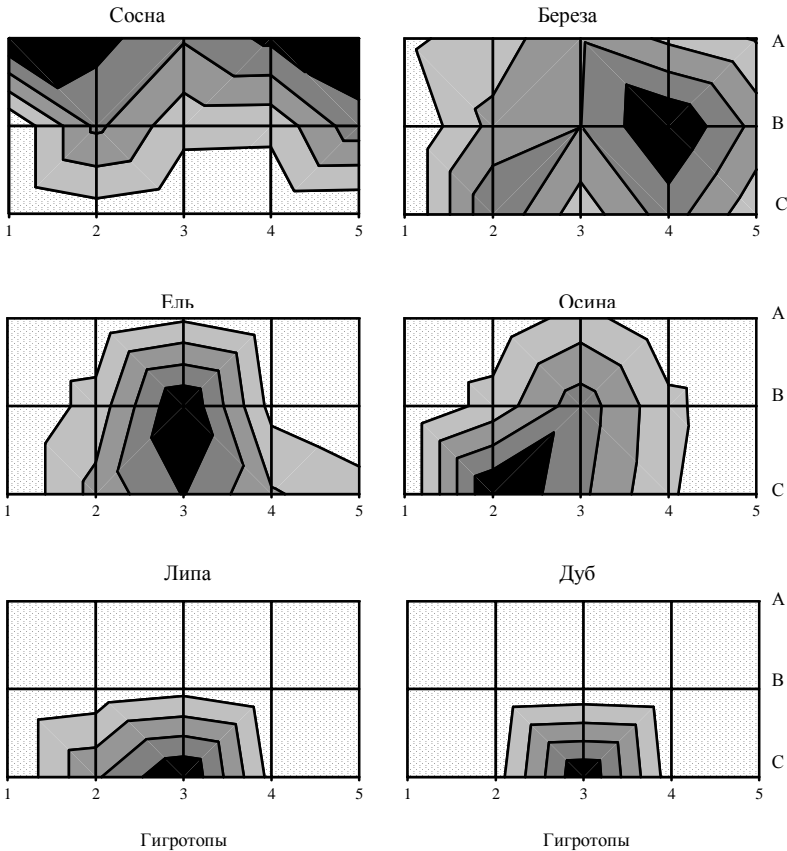 Сосна Береза
A
B
C
1 2 3 4 5 1 2 3 4 5
Ель Осина
A
B
C
1 2 3 4 5 1 2 3 4 5
Липа Дуб
A
B
C
1 2 3 4 5 1 2 3 4 5
Гигротопы Гигротопы